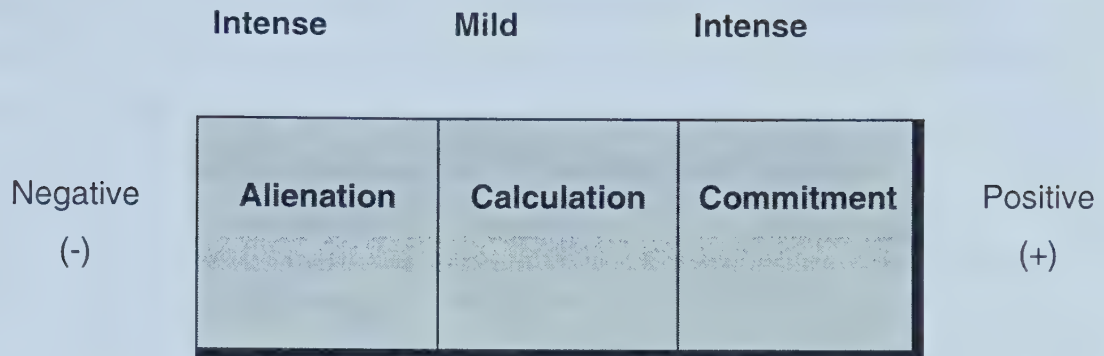 Intense Mild Intense
Negative Alienation Calculation Commitment Positive
(-) (+)